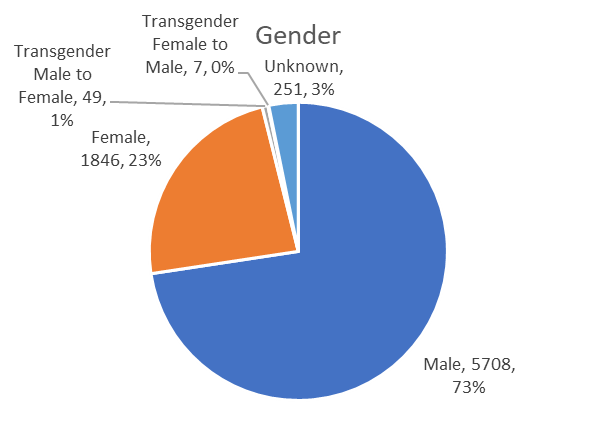 Gender
Transgender
Female to
Male, 7, 0%
Transgender
Male to
Female, 49,
1%
Unknown,
251, 3%
Female,
1846, 23%
Male, 5708,
73%